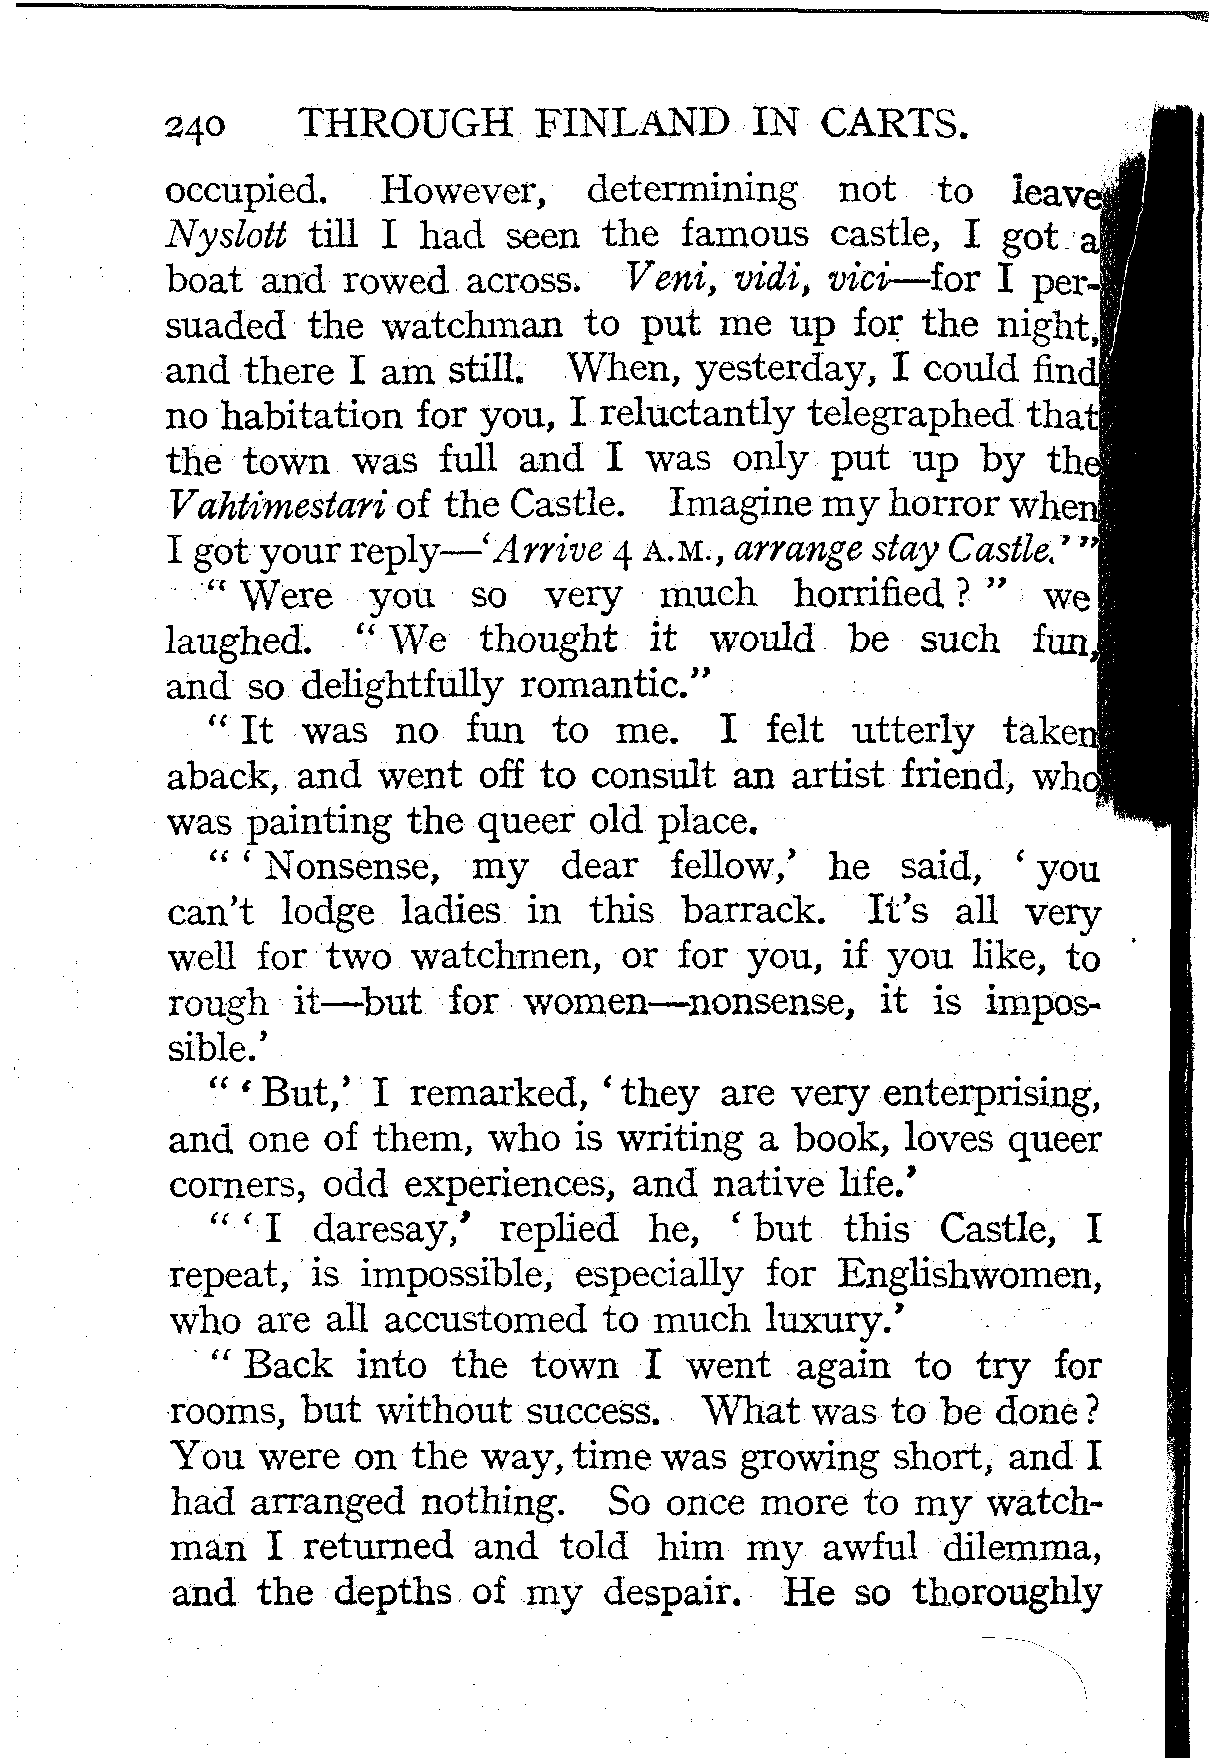 240 THROUGH FINLAND IN CARTS.
occupied. However, determining not to leave
Nyslott till I had seen the famous castle, I got a
boat and rowed across. Veni, vidi, vici—for I per-
suaded the watchman to put me up for the night,
and there I am still. When, yesterday, I could find
no habitation for you, I reluctantly telegraphed that
the town was full and I was only put up by the
Vahtimestari of the Castle. Imagine my horror when
I got your reply—‘Arrive 4 A.M., arrange stay Castle.’”
“Were you so very much horrified?” we
laughed. “We thought it would be such fun,
and so delightfully romantic.”
“It was no fun to me. I felt utterly taken
aback, and went off to consult an artist friend, who
was painting the queer old place.
“‘Nonsense, my dear fellow,’ he said, ‘you
can’t lodge ladies in this barrack. It’s all very
well for two watchmen, or for you, if you like, to
rough it—but for women—nonsense, it is impos-
sible.’
“‘But,’ I remarked, ‘they are very enterprising,
and one of them, who is writing a book, loves queer
corners, odd experiences, and native life.’
“‘I daresay,’ replied he, ‘but this Castle, I
repeat, is impossible, especially for Englishwomen,
who are all accustomed to much luxury.’
“Back into the town I went again to try for
rooms, but without success. What was to be done?
You were on the way, time was growing short, and I
had arranged nothing. So once more to my watch-
man I returned and told him my awful dilemma,
and the depths of my despair. He so thoroughly